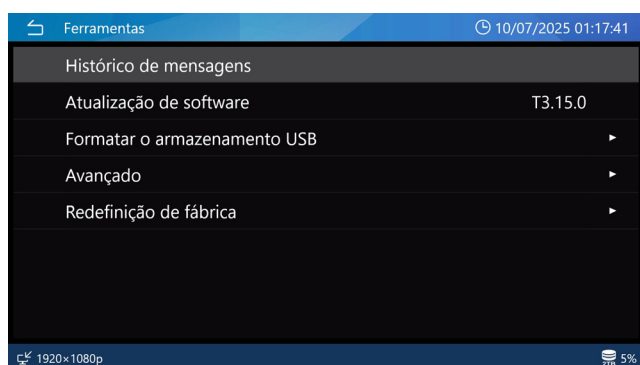 Ferramentas 10/07/2025 01:17:41
Histórico de mensagens
Atualização de software T3.15.0
Formatar o armazenamento USB
Avançado
Redefinição de fábrica
1920×1080p 2TB 5%